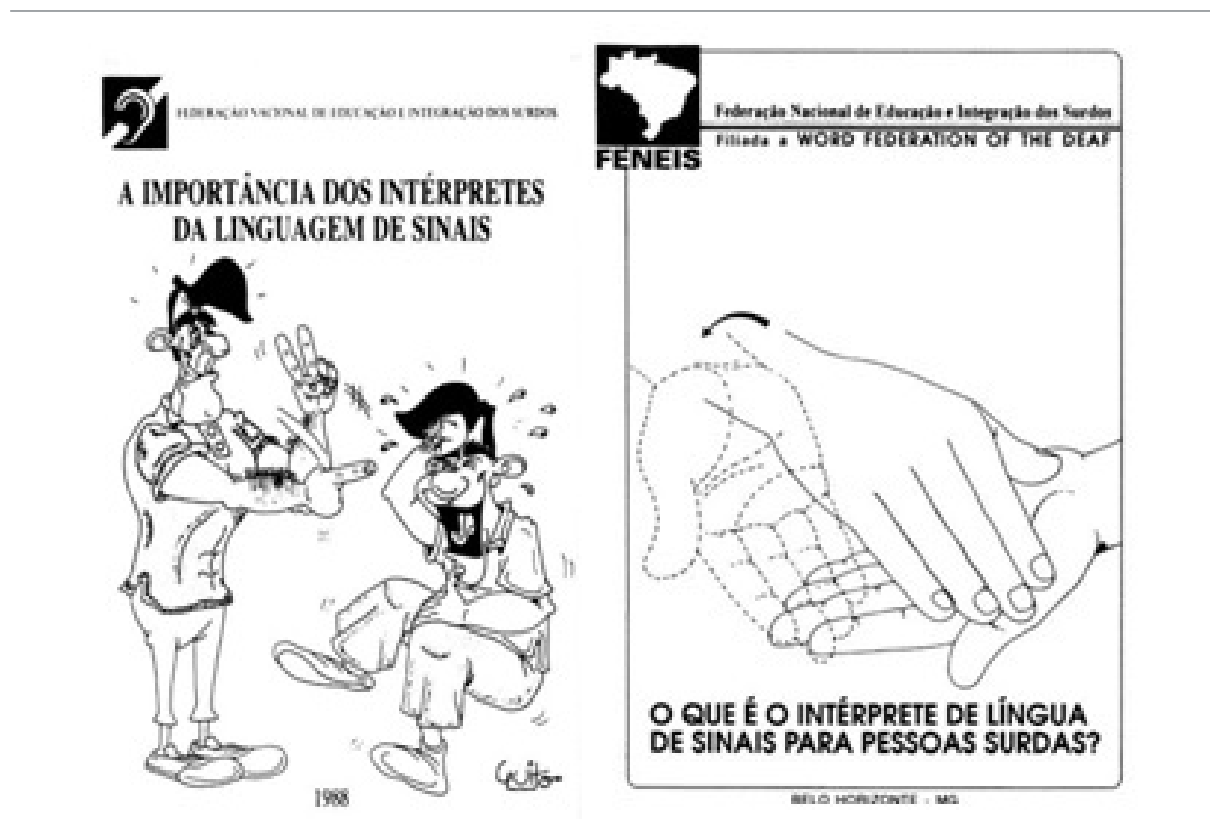 FEDERAÇÃO NACIONAL DE EDUCAÇÃO E INTEGRAÇÃO DOS SURDOS
A IMPORTÂNCIA DOS INTÉRPRETES
DA LINGUAGEM DE SINAIS
1988
FENEIS
Federação Nacional de Educação e Integração dos Surdos
Filiada a WORD FEDERATION OF THE DEAF
O QUE É O INTÉRPRETE DE LÍNGUA
DE SINAIS PARA PESSOAS SURDAS?
BELO HORIZONTE - MG